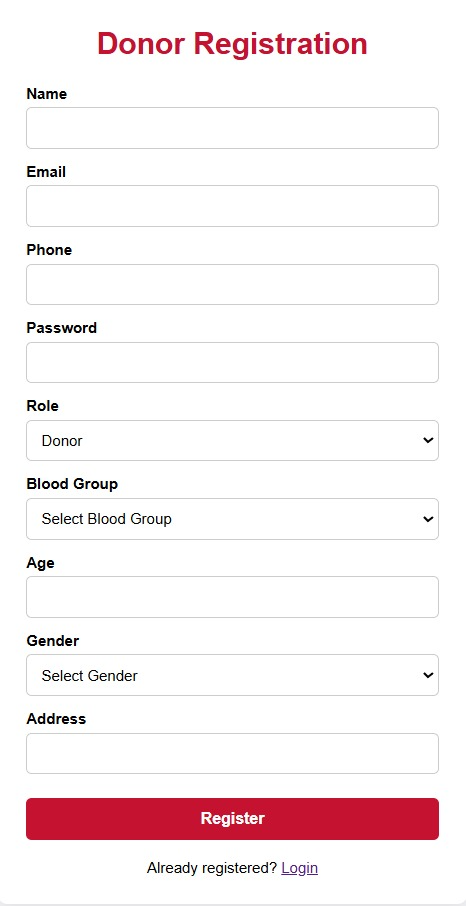 Donor Registration
Name
Email
Phone
Password
Role
Donor
Blood Group
Select Blood Group
Age
Gender
Select Gender
Address
Register
Already registered? Login